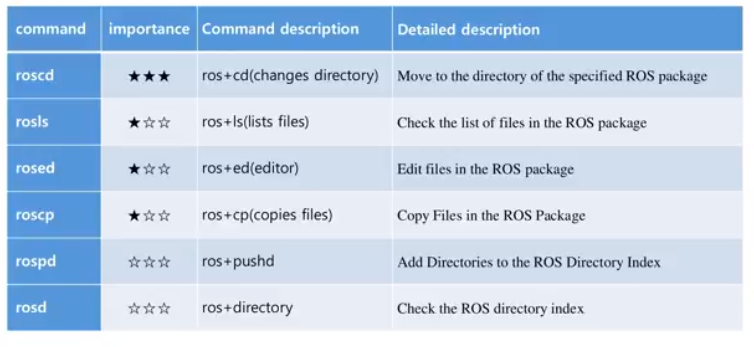 command importance Command description Detailed description
roscd ★★★ ros+cd(changes directory) Move to the directory of the specified ROS package
rosls ★☆☆ ros+ls(lists files) Check the list of files in the ROS package
rosed ★☆☆ ros+ed(editor) Edit files in the ROS package
roscp ★☆☆ ros+cp(copies files) Copy Files in the ROS Package
rospd ☆☆☆ ros+pushd Add Directories to the ROS Directory Index
rosd ☆☆☆ ros+directory Check the ROS directory index